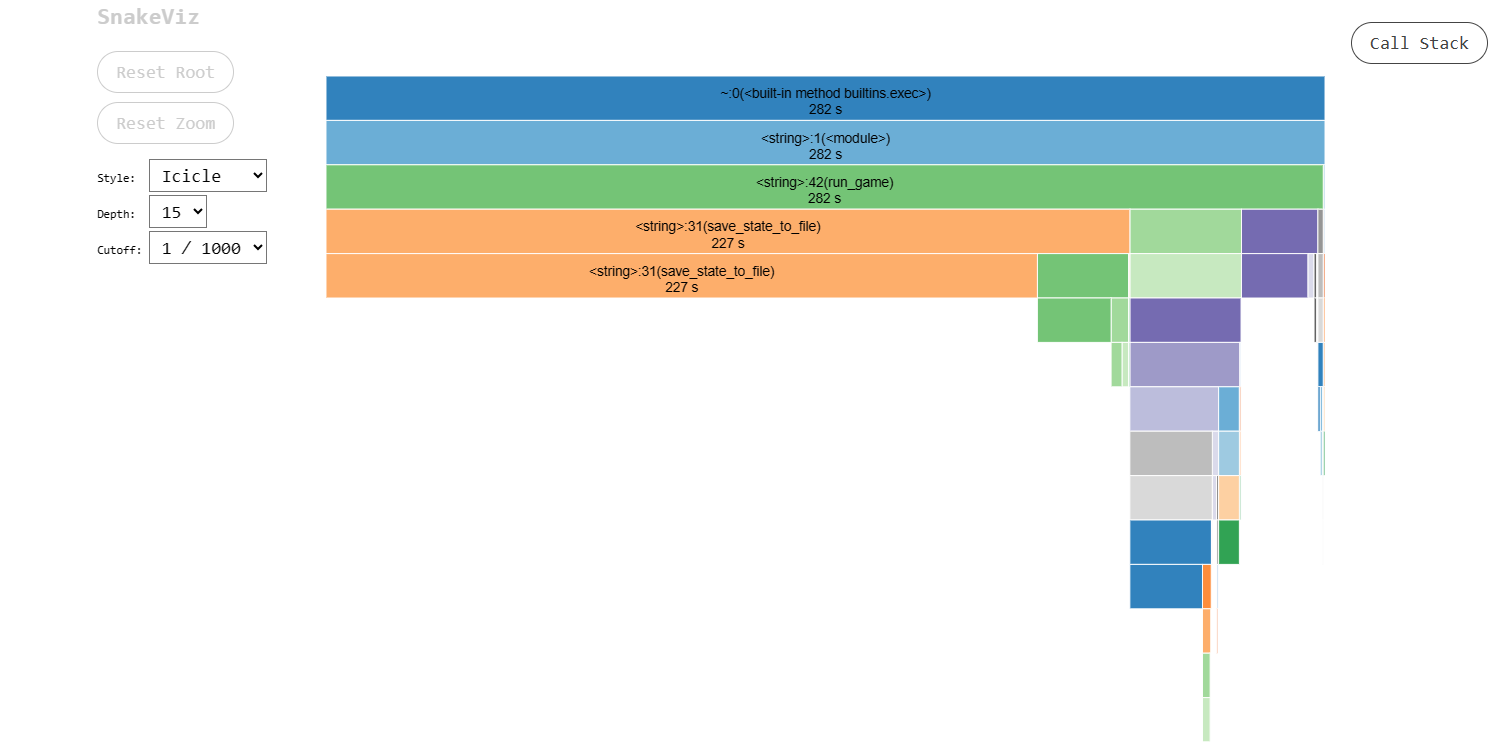 SnakeViz
Call Stack
Reset Root
Reset Zoom
Style: Icicle
Depth: 15
Cutoff: 1 / 1000
~:0(<built-in method builtins.exec>)
282 s
<string>:1(<module>)
282 s
<string>:42(run_game)
282 s
<string>:31(save_state_to_file)
227 s
<string>:31(save_state_to_file)
227 s